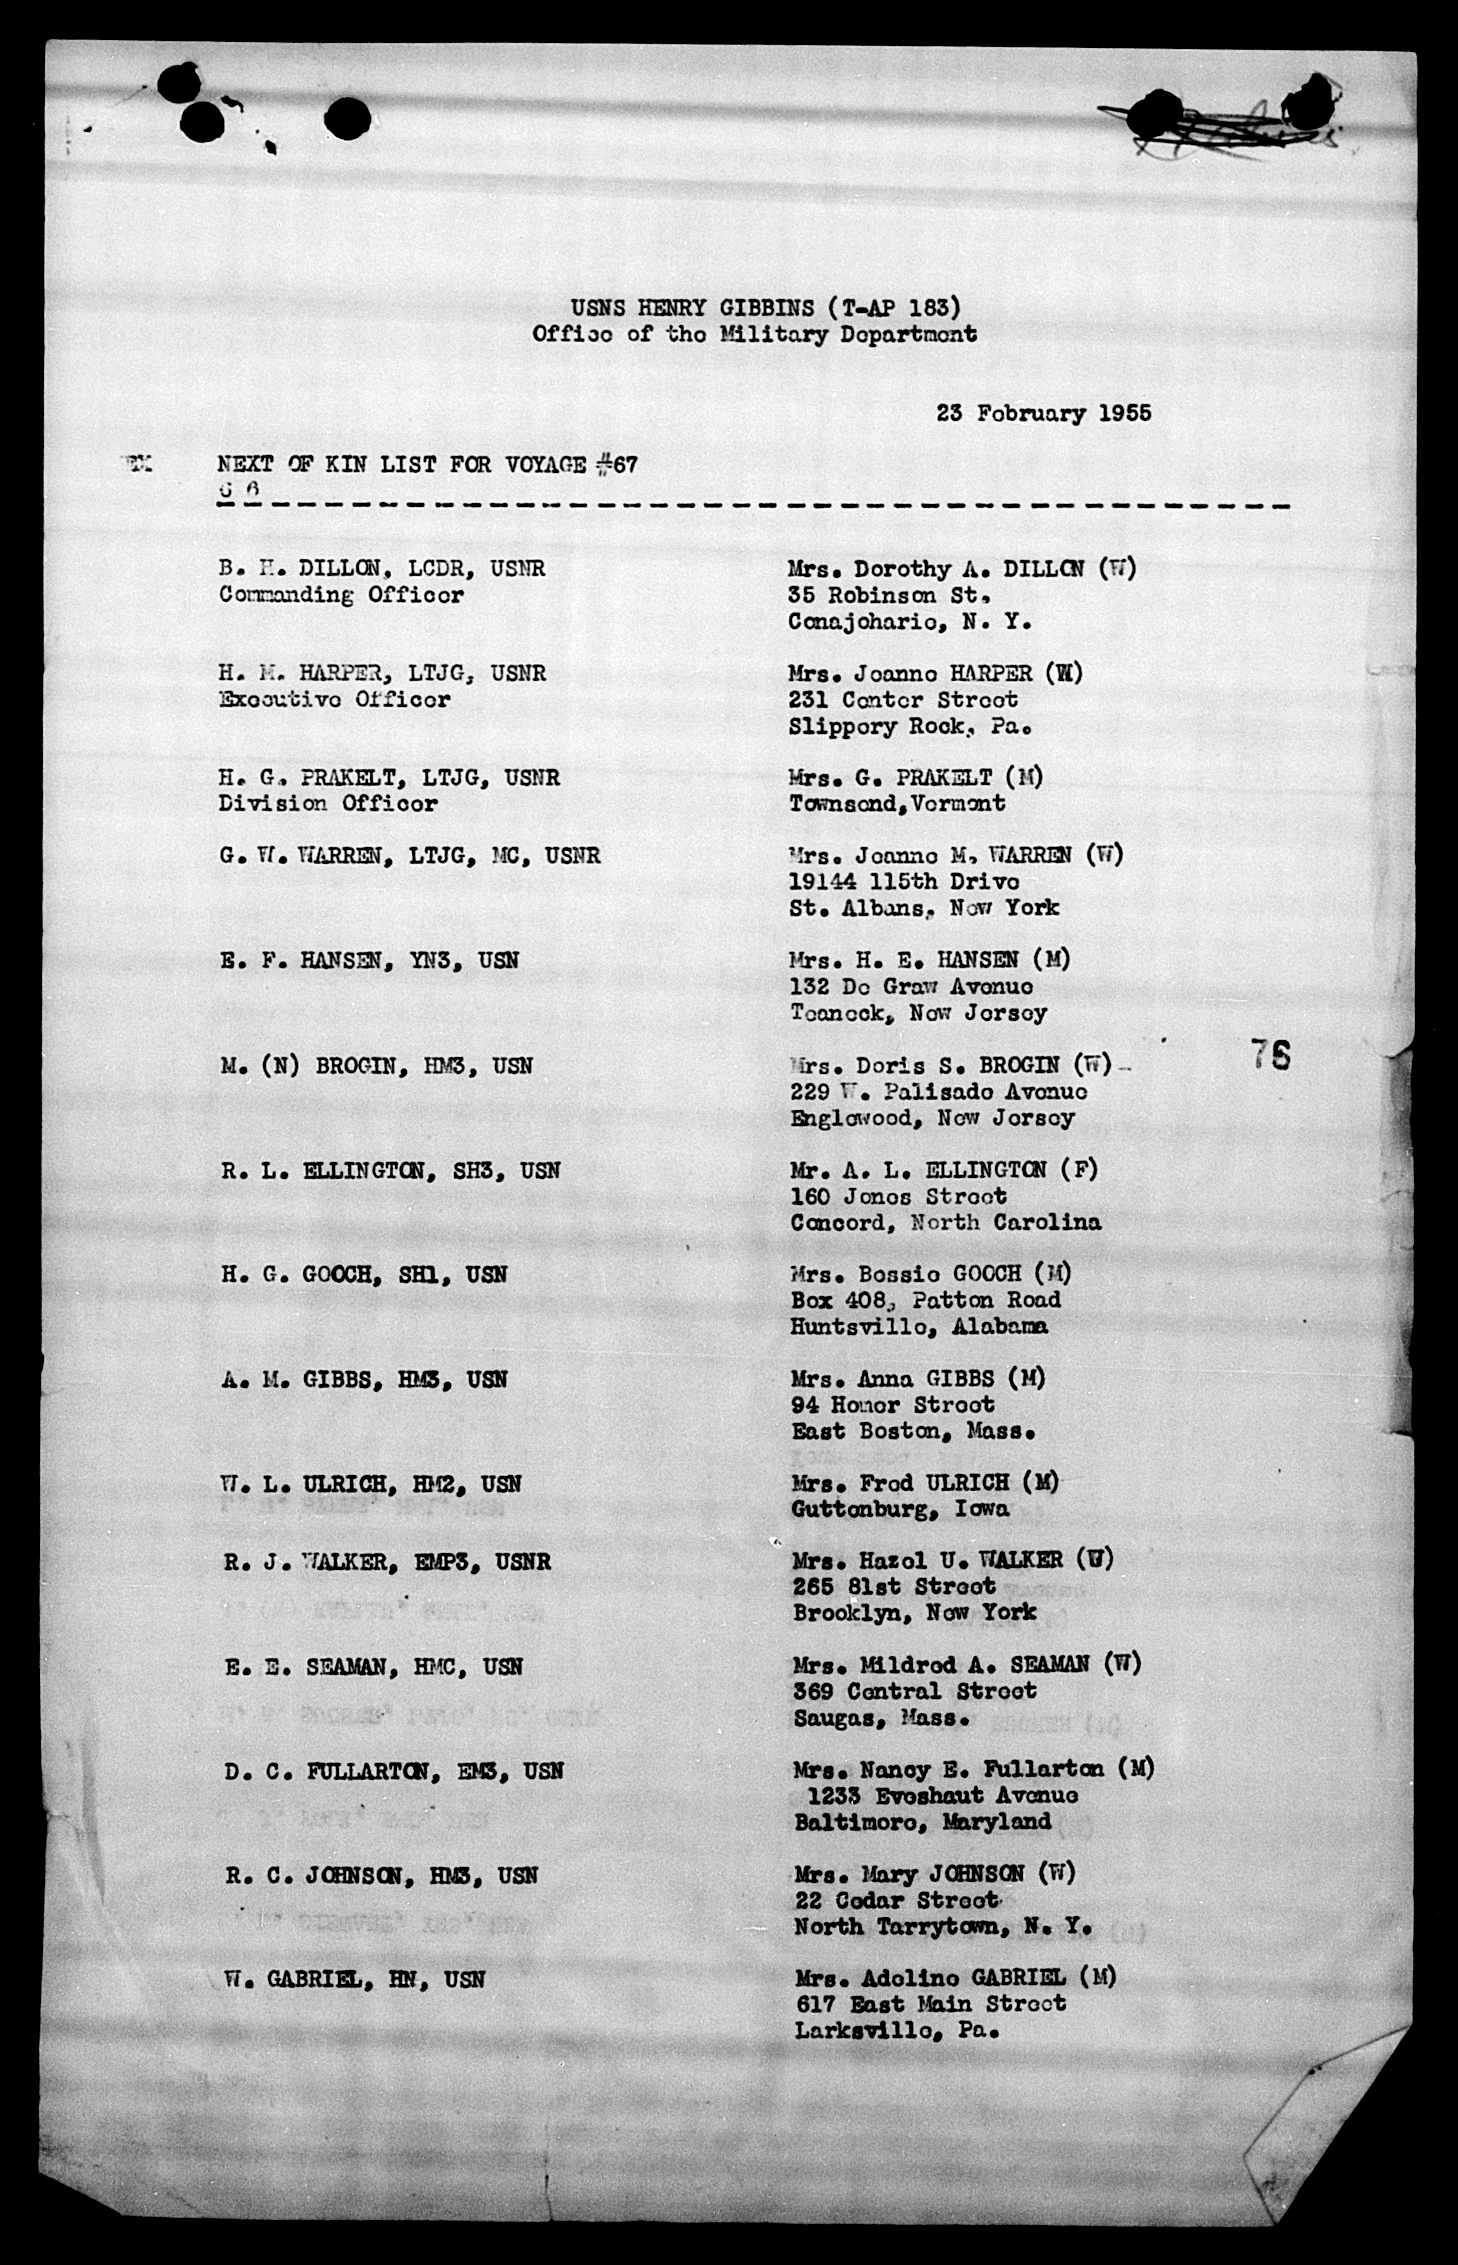 USNS HENRY GIBBINS (T-AP 183)
Office of the Military Department
23 February 1955
NEXT OF KIN LIST FOR VOYAGE #67
B. H. DILLON, LCDR, USNR
Commanding Officer
Mrs. Dorothy A. DILLON (W)
35 Robinson St.
Conajoharie, N. Y.
H. M. HARPER, LTJG, USNR
Executive Officer
Mrs. Joanne HARPER (W)
231 Center Street
Slippery Rock, Pa.
H. G. PRAKELT, LTJG, USNR
Division Officer
Mrs. G. PRAKELT (M)
Townsend, Vermont
G. W. WARREN, LTJG, MC, USNR
Mrs. Joanne M. WARREN (W)
19144 115th Drive
St. Albans, New York
E. F. HANSEN, YN3, USN
Mrs. H. E. HANSEN (M)
132 De Graw Avenue
Teaneck, New Jersey
M. (N) BROGIN, HM3, USN
Mrs. Doris S. BROGIN (W)
229 W. Palisade Avenue
Englewood, New Jersey
76
R. L. ELLINGTON, SH3, USN
Mr. A. L. ELLINGTON (F)
160 Jones Street
Concord, North Carolina
H. G. GOOCH, SH1, USN
Mrs. Bessie GOOCH (M)
Box 408, Patton Road
Huntsville, Alabama
A. M. GIBBS, HM3, USN
Mrs. Anna GIBBS (M)
94 Homer Street
East Boston, Mass.
W. L. ULRICH, HM2, USN
Mrs. Fred ULRICH (M)
Guttenburg, Iowa
R. J. WALKER, EMP3, USNR
Mrs. Hazel U. WALKER (W)
265 81st Street
Brooklyn, New York
E. E. SEAMAN, HMC, USN
Mrs. Mildred A. SEAMAN (W)
369 Central Street
Saugas, Mass.
D. C. FULLARTON, EM3, USN
Mrs. Nancy E. Fullarton (M)
1233 Eveshaut Avenue
Baltimore, Maryland
R. C. JOHNSON, HM3, USN
Mrs. Mary JOHNSON (W)
22 Cedar Street
North Tarrytown, N. Y.
W. GABRIEL, HN, USN
Mrs. Adeline GABRIEL (M)
617 East Main Street
Larksville, Pa.